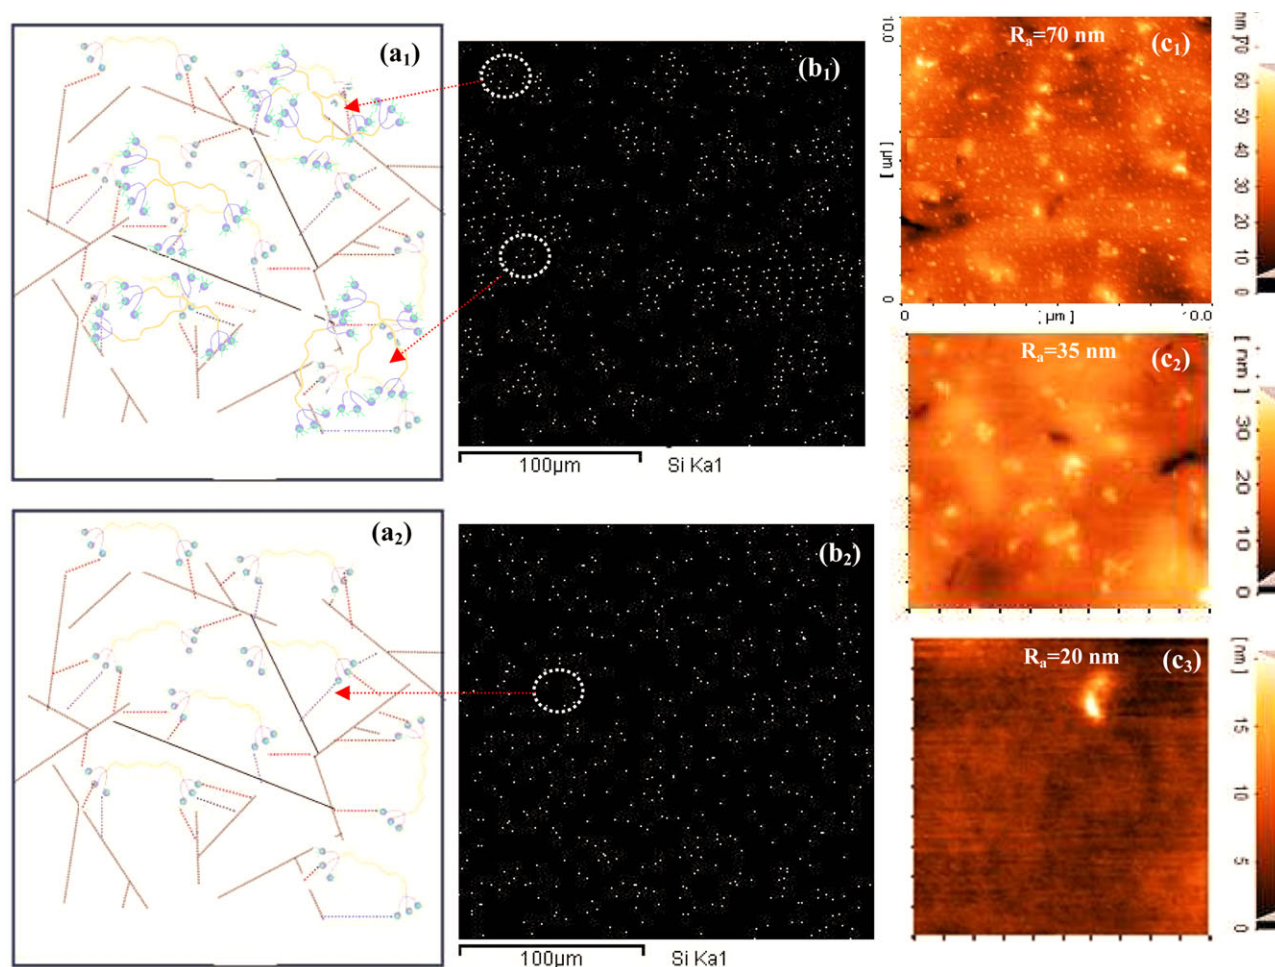 (a₁)
(b₁)
100µm
Si Ka1
Rₐ=70 nm
(c₁)
10.0
[ µm ]
0
0
[ µm ]
10.0
nm ]
70
60
50
40
30
20
10
0
Rₐ=35 nm
(c₂)
[ nm ]
30
20
10
0
(a₂)
(b₂)
100µm
Si Ka1
Rₐ=20 nm
(c₃)
[nm]
15
10
5
0